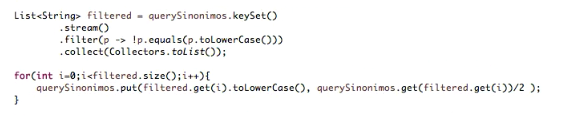 List<String> filtered = querySinonimos.keySet()
.stream()
.filter(p -> !p.equals(p.toLowerCase()))
.collect(Collectors.toList());
for(int i=0;i<filtered.size();i++){
querySinonimos.put(filtered.get(i).toLowerCase(), querySinonimos.get(filtered.get(i))/2 );
}